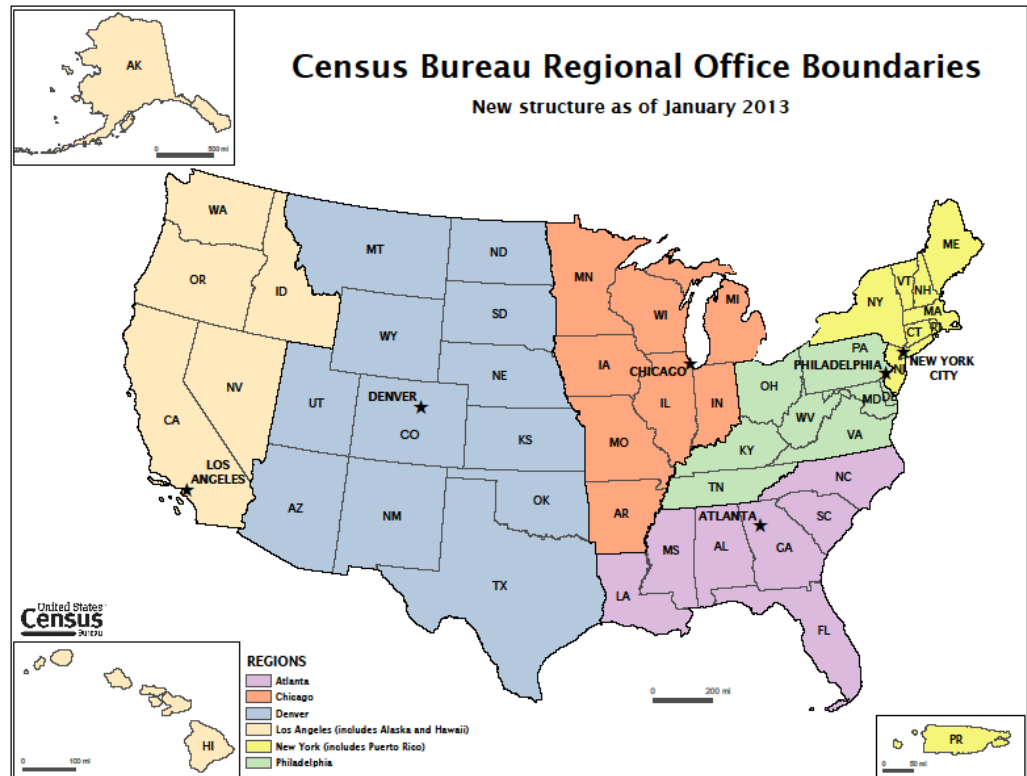 AK
0 500 mi
Census Bureau Regional Office Boundaries
New structure as of January 2013
WA
MT
ND
ME
OR
ID
MN
VT
NH
NY
MA
WI
MI
SD
CT
RI
WY
PA
NEW YORK
CITY
IA
CHICAGO
PHILADELPHIA
NJ
NE
NV
OH
UT
DENVER
IL
IN
MD
DE
WV
CA
CO
KS
MO
VA
KY
LOS
ANGELES
NC
TN
OK
AZ
NM
AR
ATLANTA
SC
MS
AL
GA
TX
LA
FL
United States
Census
Bureau
HI
0 100 mi
REGIONS
Atlanta
Chicago
Denver
Los Angeles (includes Alaska and Hawaii)
New York (includes Puerto Rico)
Philadelphia
0 200 mi
PR
0 50 mi